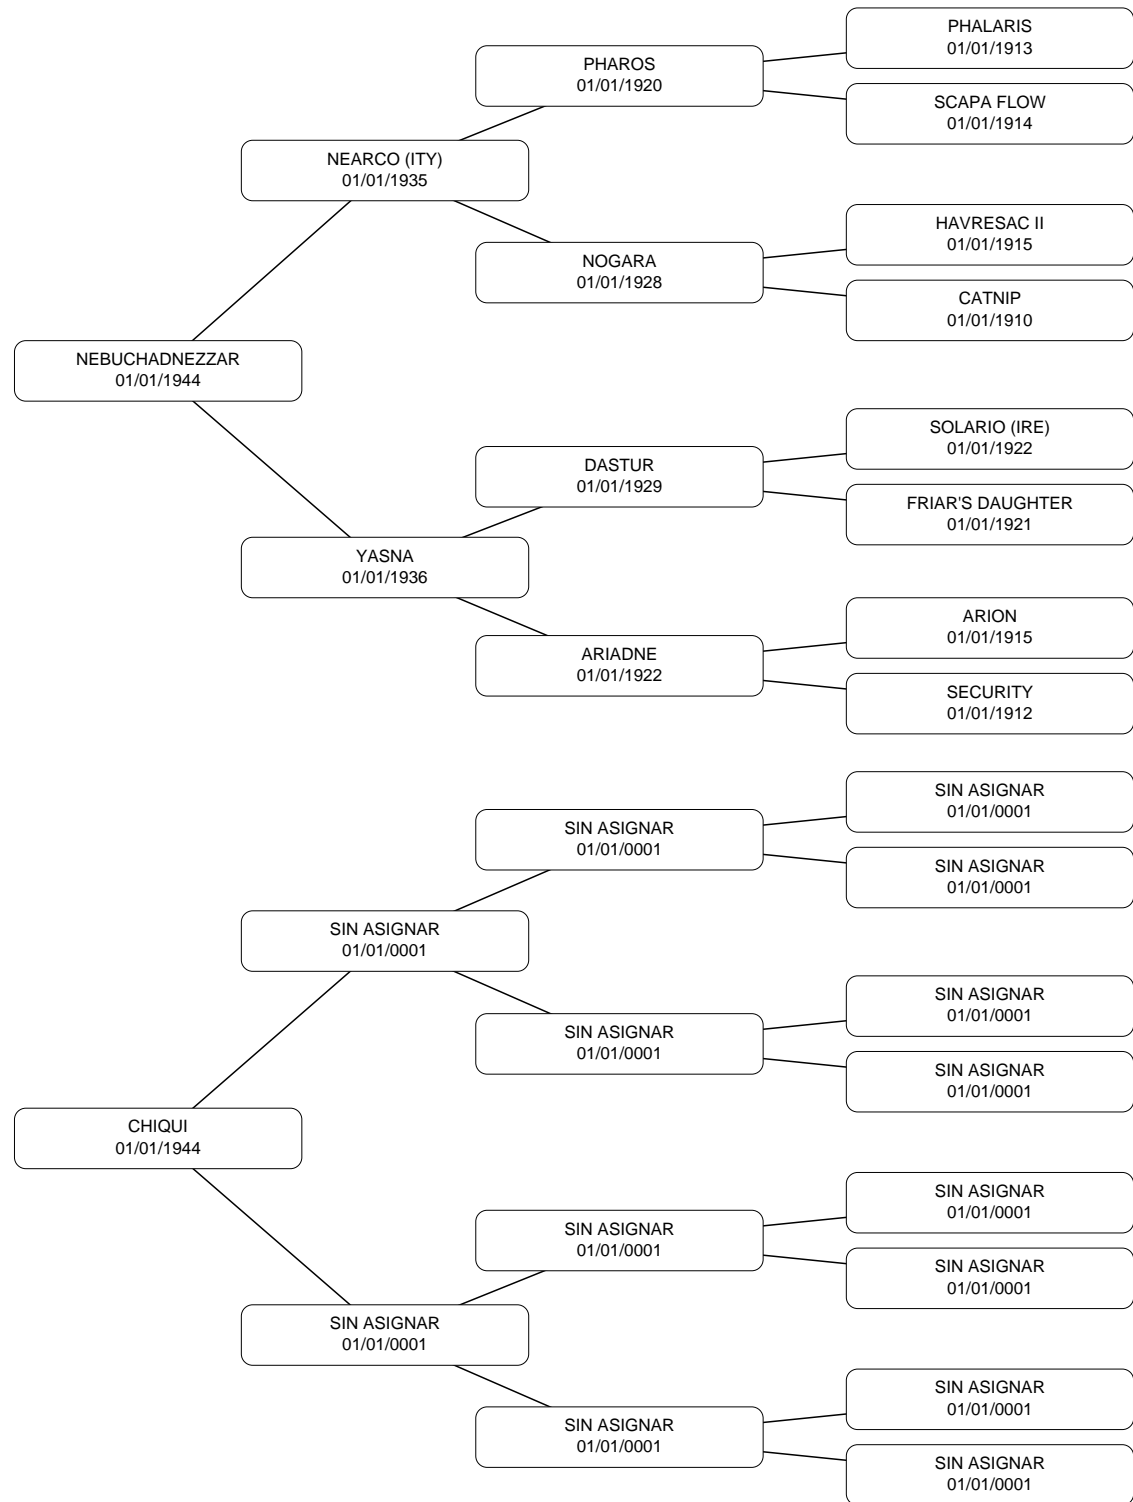 PHALARIS
01/01/1913
PHAROS
01/01/1920
SCAPA FLOW
01/01/1914
NEARCO (ITY)
01/01/1935
HAVRESAC II
01/01/1915
NOGARA
01/01/1928
CATNIP
01/01/1910
NEBUCHADNEZZAR
01/01/1944
SOLARIO (IRE)
01/01/1922
DASTUR
01/01/1929
FRIAR'S DAUGHTER
01/01/1921
YASNA
01/01/1936
ARION
01/01/1915
ARIADNE
01/01/1922
SECURITY
01/01/1912
SIN ASIGNAR
01/01/0001
SIN ASIGNAR
01/01/0001
SIN ASIGNAR
01/01/0001
SIN ASIGNAR
01/01/0001
SIN ASIGNAR
01/01/0001
SIN ASIGNAR
01/01/0001
SIN ASIGNAR
01/01/0001
CHIQUI
01/01/1944
SIN ASIGNAR
01/01/0001
SIN ASIGNAR
01/01/0001
SIN ASIGNAR
01/01/0001
SIN ASIGNAR
01/01/0001
SIN ASIGNAR
01/01/0001
SIN ASIGNAR
01/01/0001
SIN ASIGNAR
01/01/0001